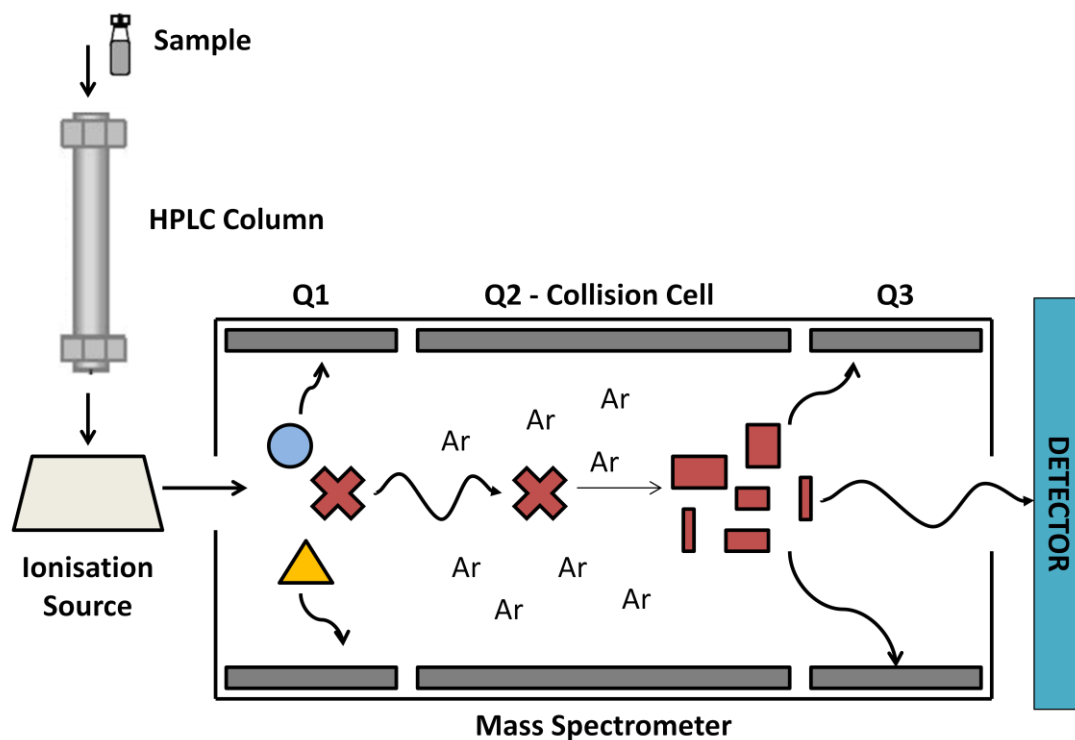 Sample
HPLC Column
Q1
Q2 - Collision Cell
Q3
Ar
Ar
Ar
Ar
Ar
Ar
Ar
Ar
Ionisation
Source
DETECTOR
Mass Spectrometer